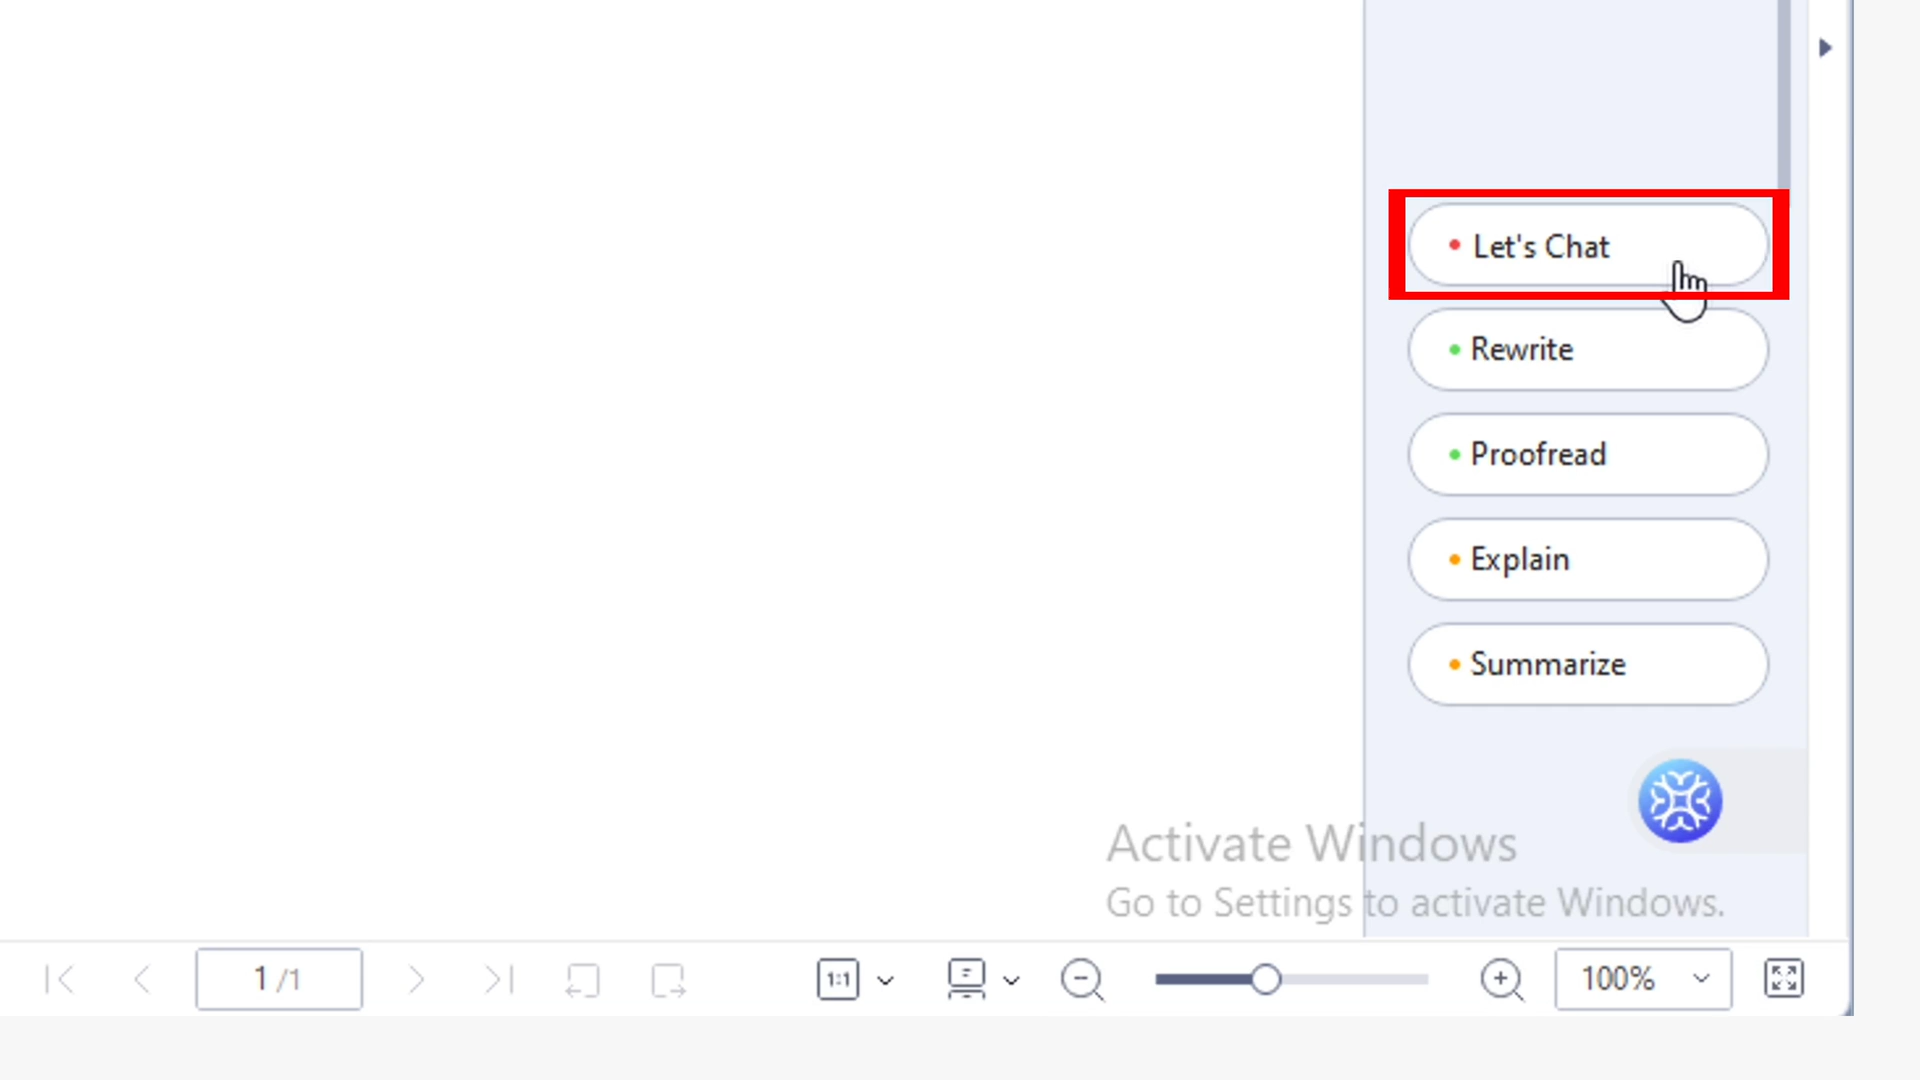 Let's Chat
Rewrite
Proofread
Explain
Summarize
Activate Windows
Go to Settings to activate Windows.
1 /1
1:1
100%